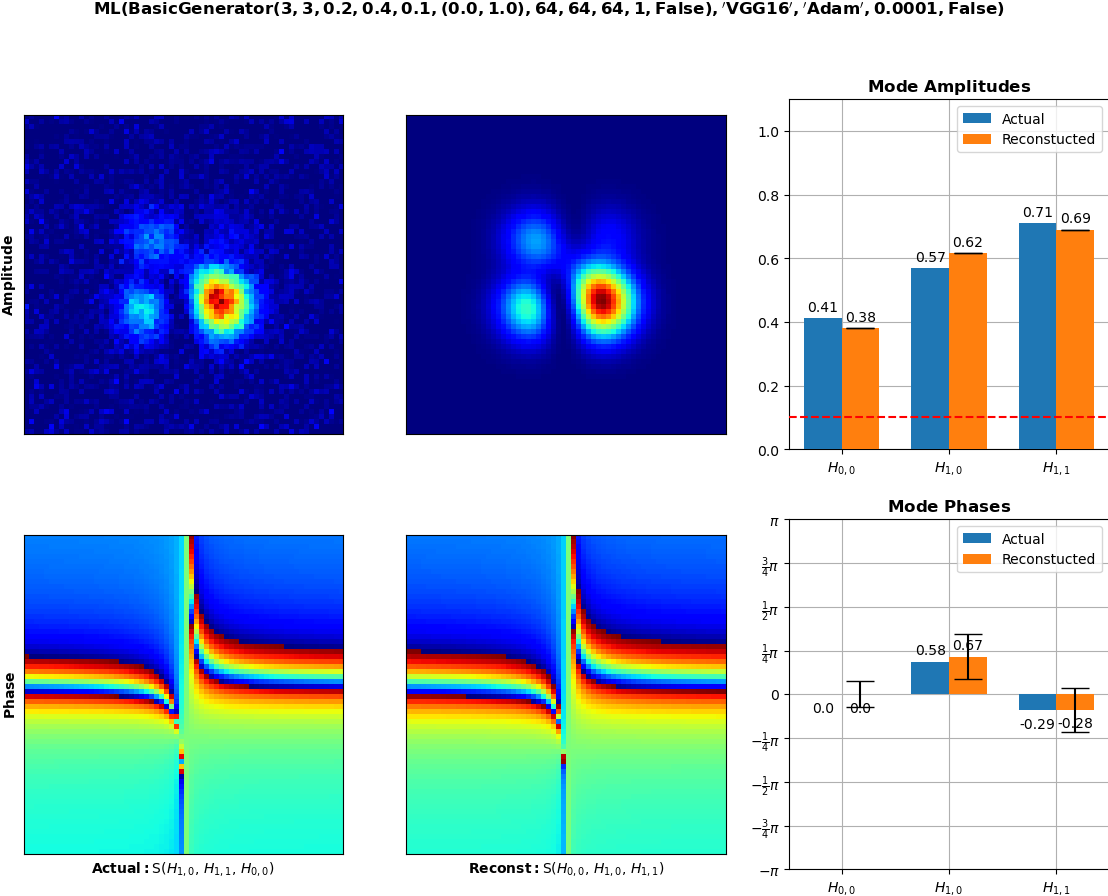 ML(BasicGenerator(3, 3, 0.2, 0.4, 0.1, (0.0, 1.0), 64, 64, 64, 1, False), ′VGG16′, ′Adam′, 0.0001, False)
Amplitude
Mode Amplitudes
Actual
Reconstucted
1.0
0.8
0.6
0.4
0.2
0.0
0.41
0.38
0.57
0.62
0.71
0.69
H0,0
H1,0
H1,1
Phase
Actual: S(H1,0, H1,1, H0,0)
Reconst: S(H0,0, H1,0, H1,1)
Mode Phases
Actual
Reconstucted
π
3/4π
1/2π
1/4π
0
−1/4π
−1/2π
−3/4π
−π
0.0
0.0
0.58
0.67
-0.29
-0.28
H0,0
H1,0
H1,1